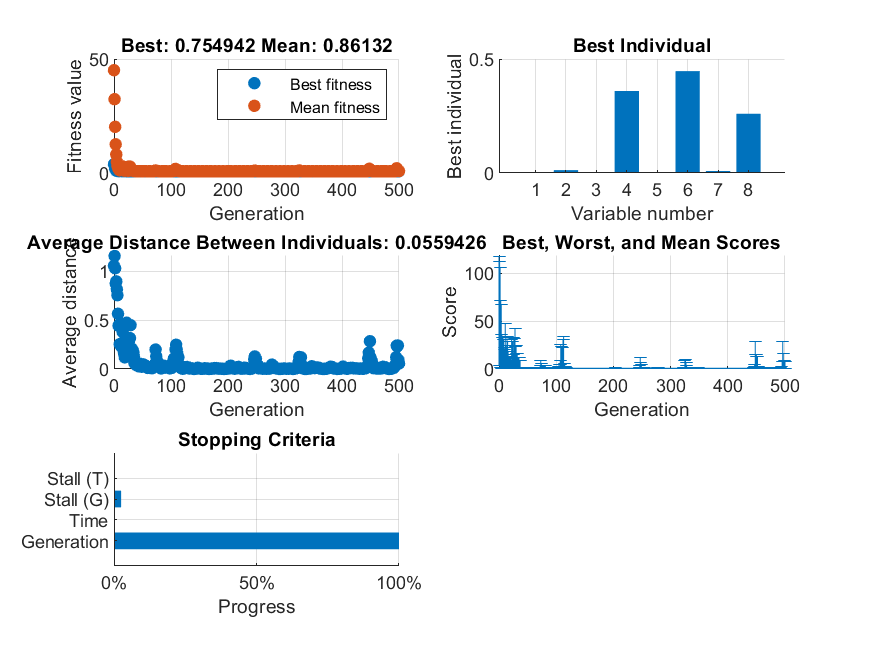 Best: 0.754942 Mean: 0.86132
Fitness value
50
0
Best fitness
Mean fitness
0 100 200 300 400 500
Generation
Best Individual
Best individual
0.5
0
1 2 3 4 5 6 7 8
Variable number
Average Distance Between Individuals: 0.0559426
Average distance
1
0.5
0
0 100 200 300 400 500
Generation
Best, Worst, and Mean Scores
Score
100
50
0
0 100 200 300 400 500
Generation
Stopping Criteria
Stall (T)
Stall (G)
Time
Generation
0% 50% 100%
Progress